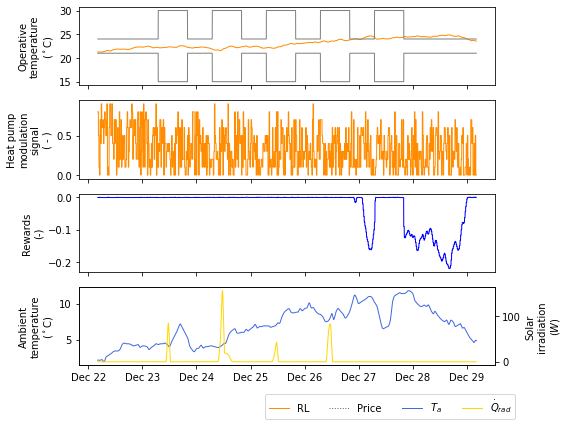 Operative
temperature
(°C)
30
25
20
15
Heat pump
modulation
signal
( - )
0.5
0.0
Rewards
(-)
0.0
−0.1
−0.2
Ambient
temperature
(°C)
10
5
100
0
Solar
irradiation
(W)
Dec 22 Dec 23 Dec 24 Dec 25 Dec 26 Dec 27 Dec 28 Dec 29
RL Price Tₐ Q̇rad